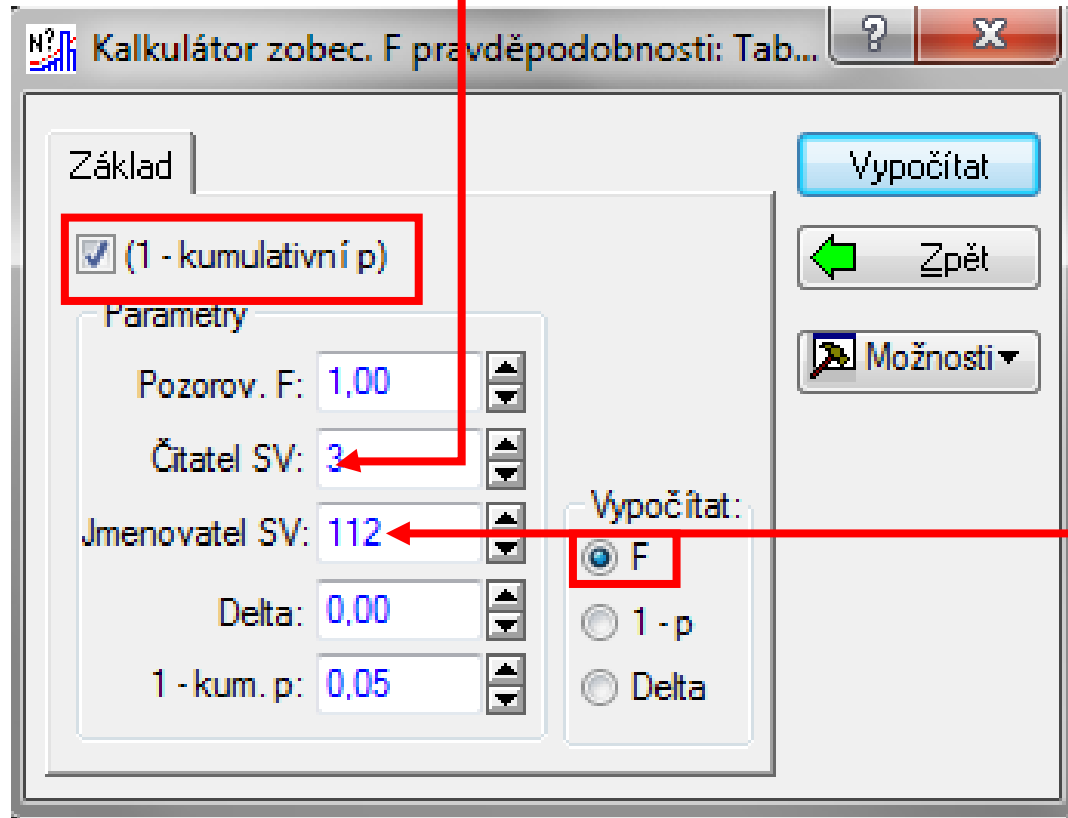 Kalkulátor zobec. F pravděpodobnosti: Tab... ? X
Základ
(1 - kumulativní p)
Parametry
Pozorov. F: 1,00
Čitatel SV: 3
Jmenovatel SV: 112
Delta: 0,00
1 - kum. p: 0,05
Vypočítat:
F
1 - p
Delta
Vypočítat
Zpět
Možnosti